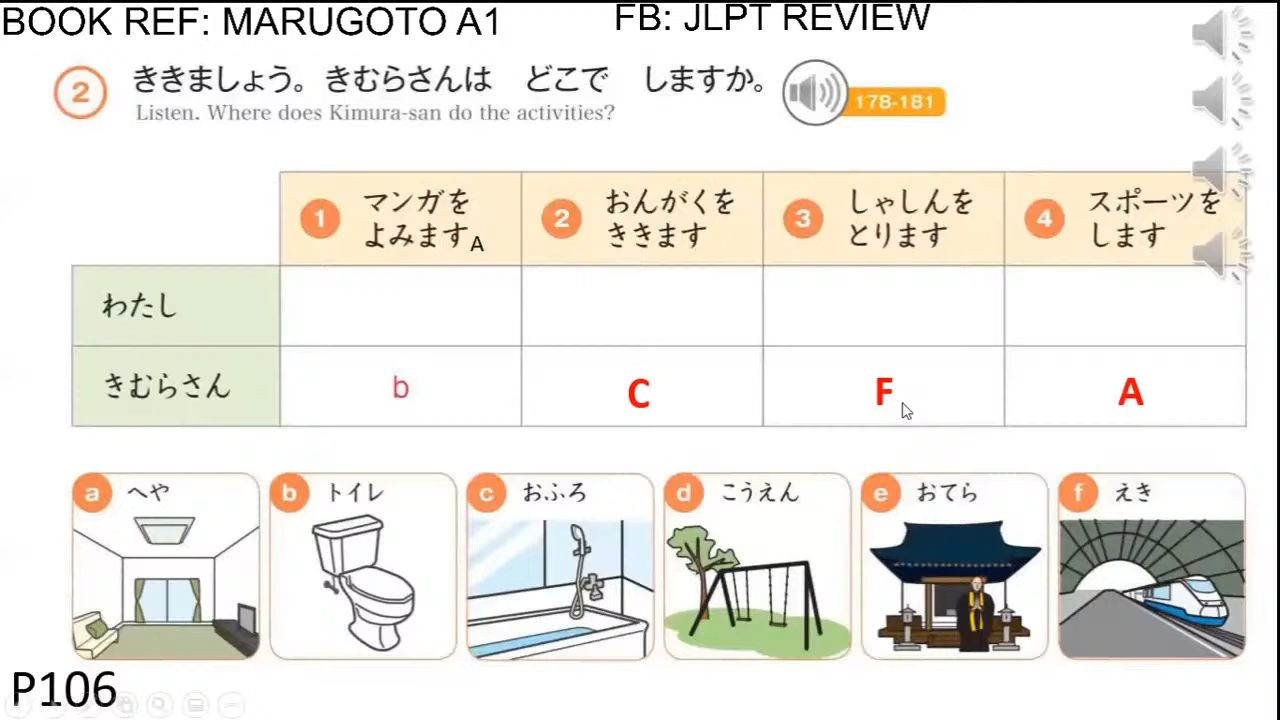 BOOK REF: MARUGOTO A1
FB: JLPT REVIEW
2 ききましょう。きむらさんは どこで しますか。
Listen. Where does Kimura-san do the activities?
178-181
1 マンガを
よみますA
2 おんがくを
ききます
3 しゃしんを
とります
4 スポーツを
します
わたし
きむらさん b C F A
a へや
b トイレ
c おふろ
d こうえん
e おてら
f えき
P106